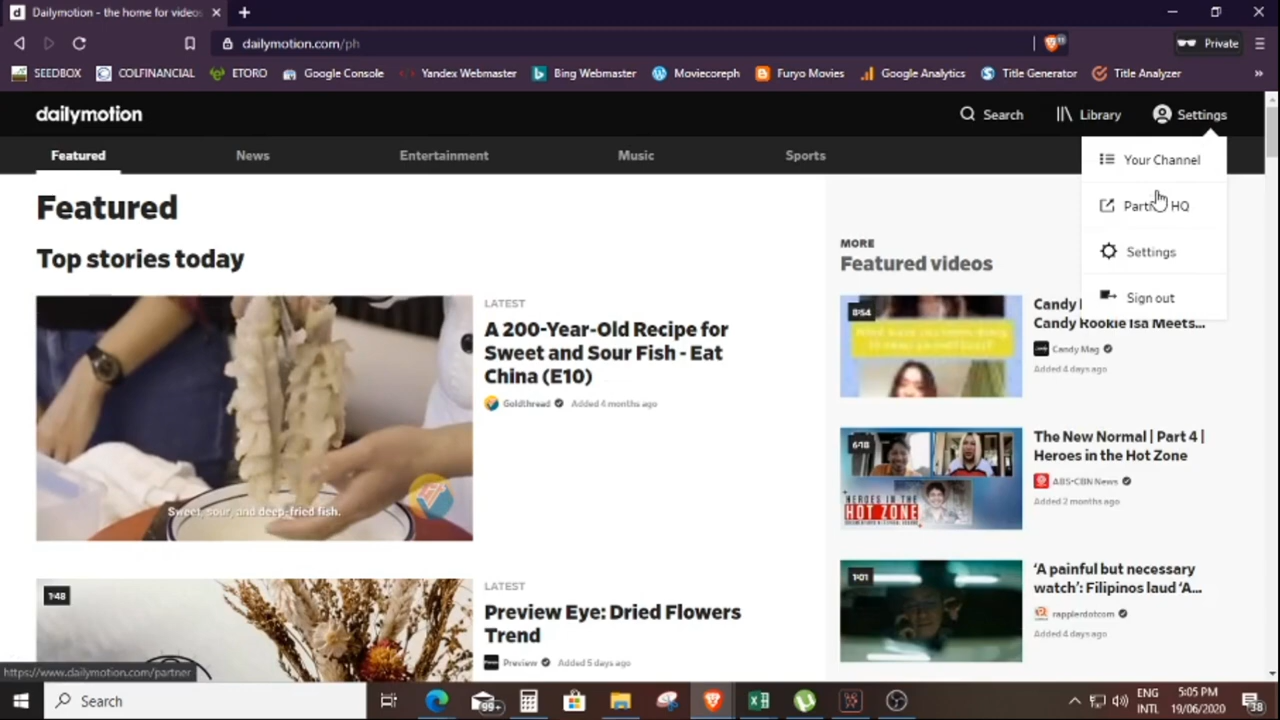 Dailymotion - the home for videos
dailymotion.com/ph
Private
SEEDBOX
COLFINANCIAL
ETORO
Google Console
Yandex Webmaster
Bing Webmaster
Moviecoreph
Furyo Movies
Google Analytics
Title Generator
Title Analyzer
dailymotion
Search
Library
Settings
Featured
News
Entertainment
Music
Sports
Your Channel
HQ
Settings
Sign out
Featured
Top stories today
Sweet, sour, and deep-fried fish.
LATEST
A 200-Year-Old Recipe for
Sweet and Sour Fish - Eat
China (E10)
Goldthread Added 4 months ago
1:48
LATEST
Preview Eye: Dried Flowers
Trend
Preview Added 5 days ago
MORE
Featured videos
8:54
Candy
Candy Rookie Isa Meets...
Candy Mag
Added 4 days ago
6:18
HEROES IN THE
HOT ZONE
The New Normal | Part 4 |
Heroes in the Hot Zone
ABS-CBN News
Added 2 months ago
1:01
‘A painful but necessary
watch’: Filipinos laud ‘A...
rapplerdotcom
Added 4 days ago
https://www.dailymotion.com/partner
Search
99+
ENG
INTL
5:05 PM
19/06/2020
38